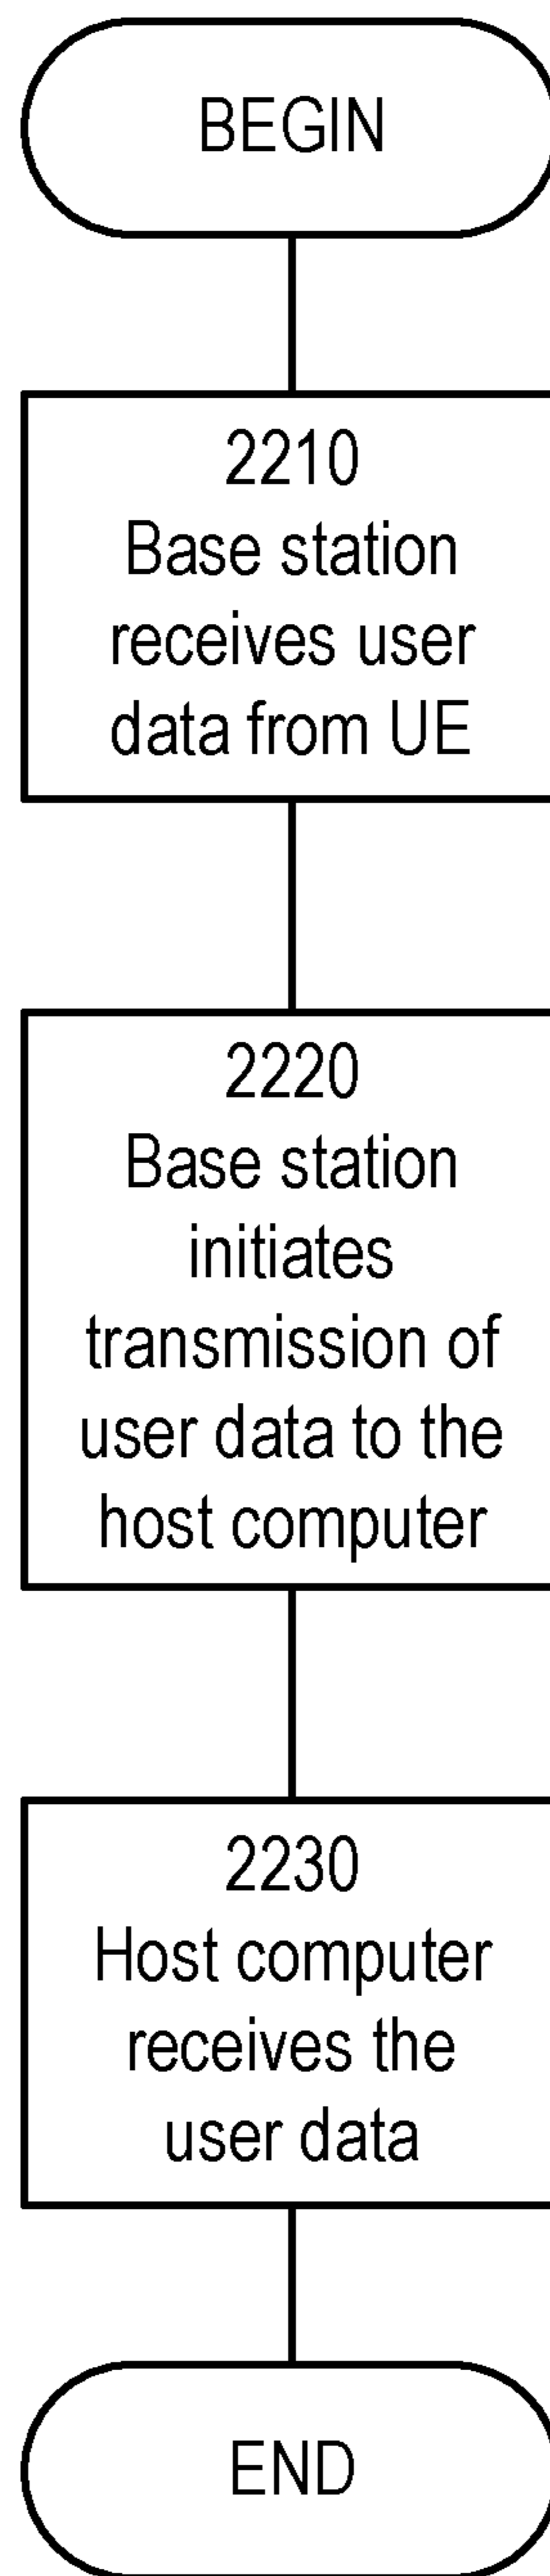 BEGIN
2210
Base station
receives user
data from UE
2220
Base station
initiates
transmission of
user data to the
host computer
2230
Host computer
receives the
user data
END